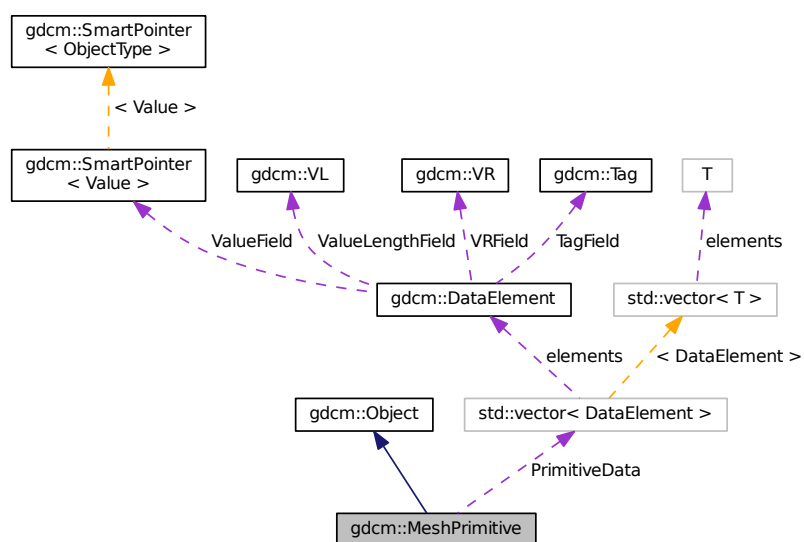 gdcm::SmartPointer
< ObjectType >
< Value >
gdcm::SmartPointer
< Value >
gdcm::VL
gdcm::VR
gdcm::Tag
T
ValueField
ValueLengthField
VRField
TagField
elements
gdcm::DataElement
std::vector< T >
elements
< DataElement >
gdcm::Object
std::vector< DataElement >
PrimitiveData
gdcm::MeshPrimitive